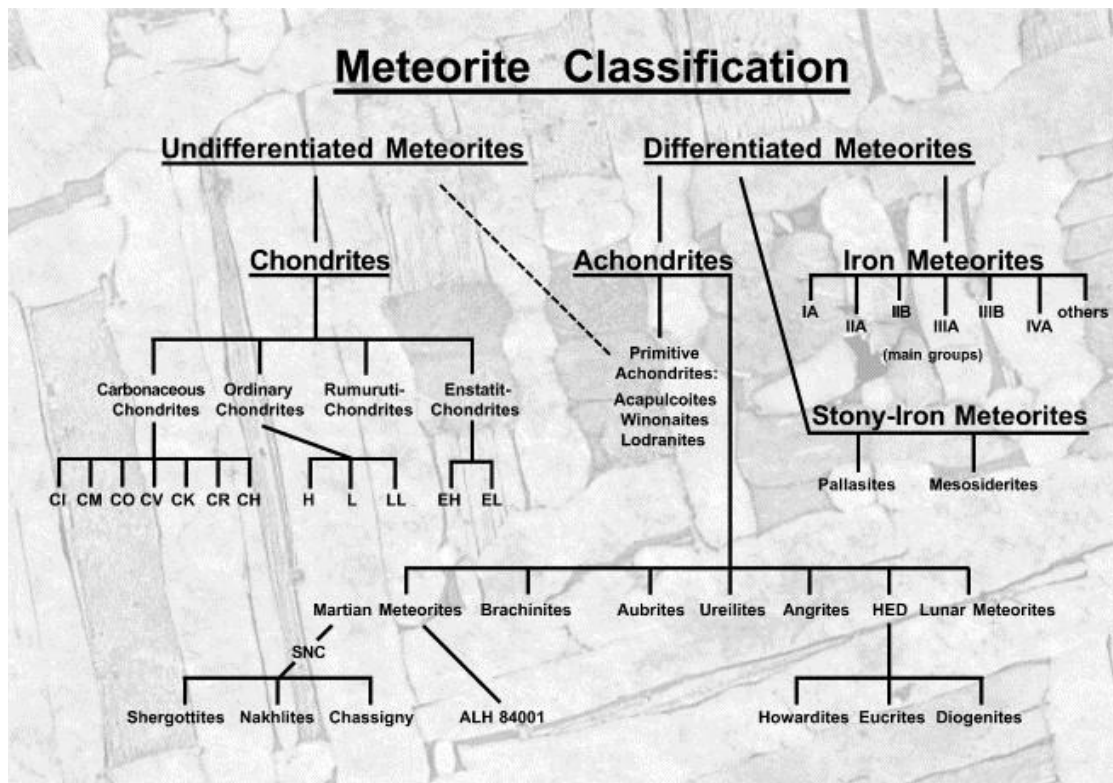 Meteorite Classification
Undifferentiated Meteorites
Differentiated Meteorites
Chondrites
Achondrites
Iron Meteorites
IA
IIA
IIB
IIIA
IIIB
IVA
others
(main groups)
Carbonaceous
Chondrites
Ordinary
Chondrites
Rumuruti-
Chondrites
Enstatit-
Chondrites
Primitive
Achondrites:
Acapulcoites
Winonaites
Lodranites
Stony-Iron Meteorites
Pallasites
Mesosiderites
CI
CM
CO
CV
CK
CR
CH
H
L
LL
EH
EL
Martian Meteorites
Brachinites
Aubrites
Ureilites
Angrites
HED
Lunar Meteorites
SNC
Shergottites
Nakhlites
Chassigny
ALH 84001
Howardites
Eucrites
Diogenites